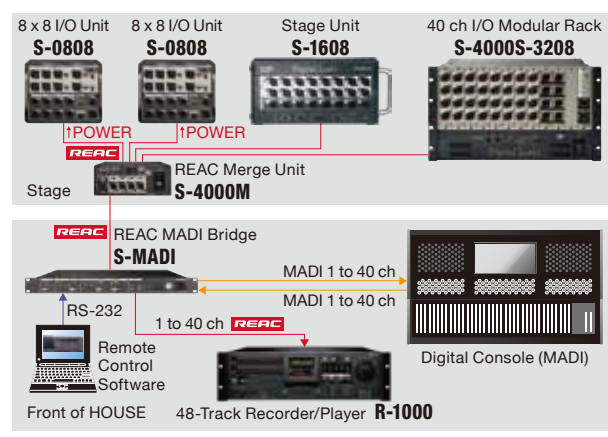 8 x 8 I/O Unit
S-0808
8 x 8 I/O Unit
S-0808
Stage Unit
S-1608
40 ch I/O Modular Rack
S-4000S-3208
↑POWER
↑POWER
REAC
REAC Merge Unit
S-4000M
Stage
REAC
REAC MADI Bridge
S-MADI
MADI 1 to 40 ch
MADI 1 to 40 ch
RS-232
1 to 40 ch REAC
Remote
Control
Software
Digital Console (MADI)
Front of HOUSE
48-Track Recorder/Player R-1000